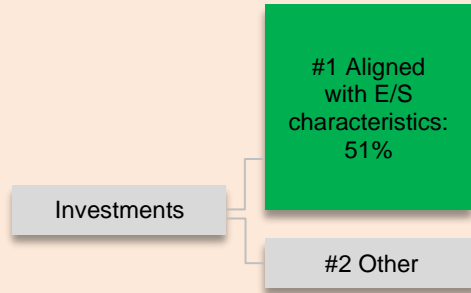 #1 Aligned
with E/S
characteristics:
51%
Investments
#2 Other